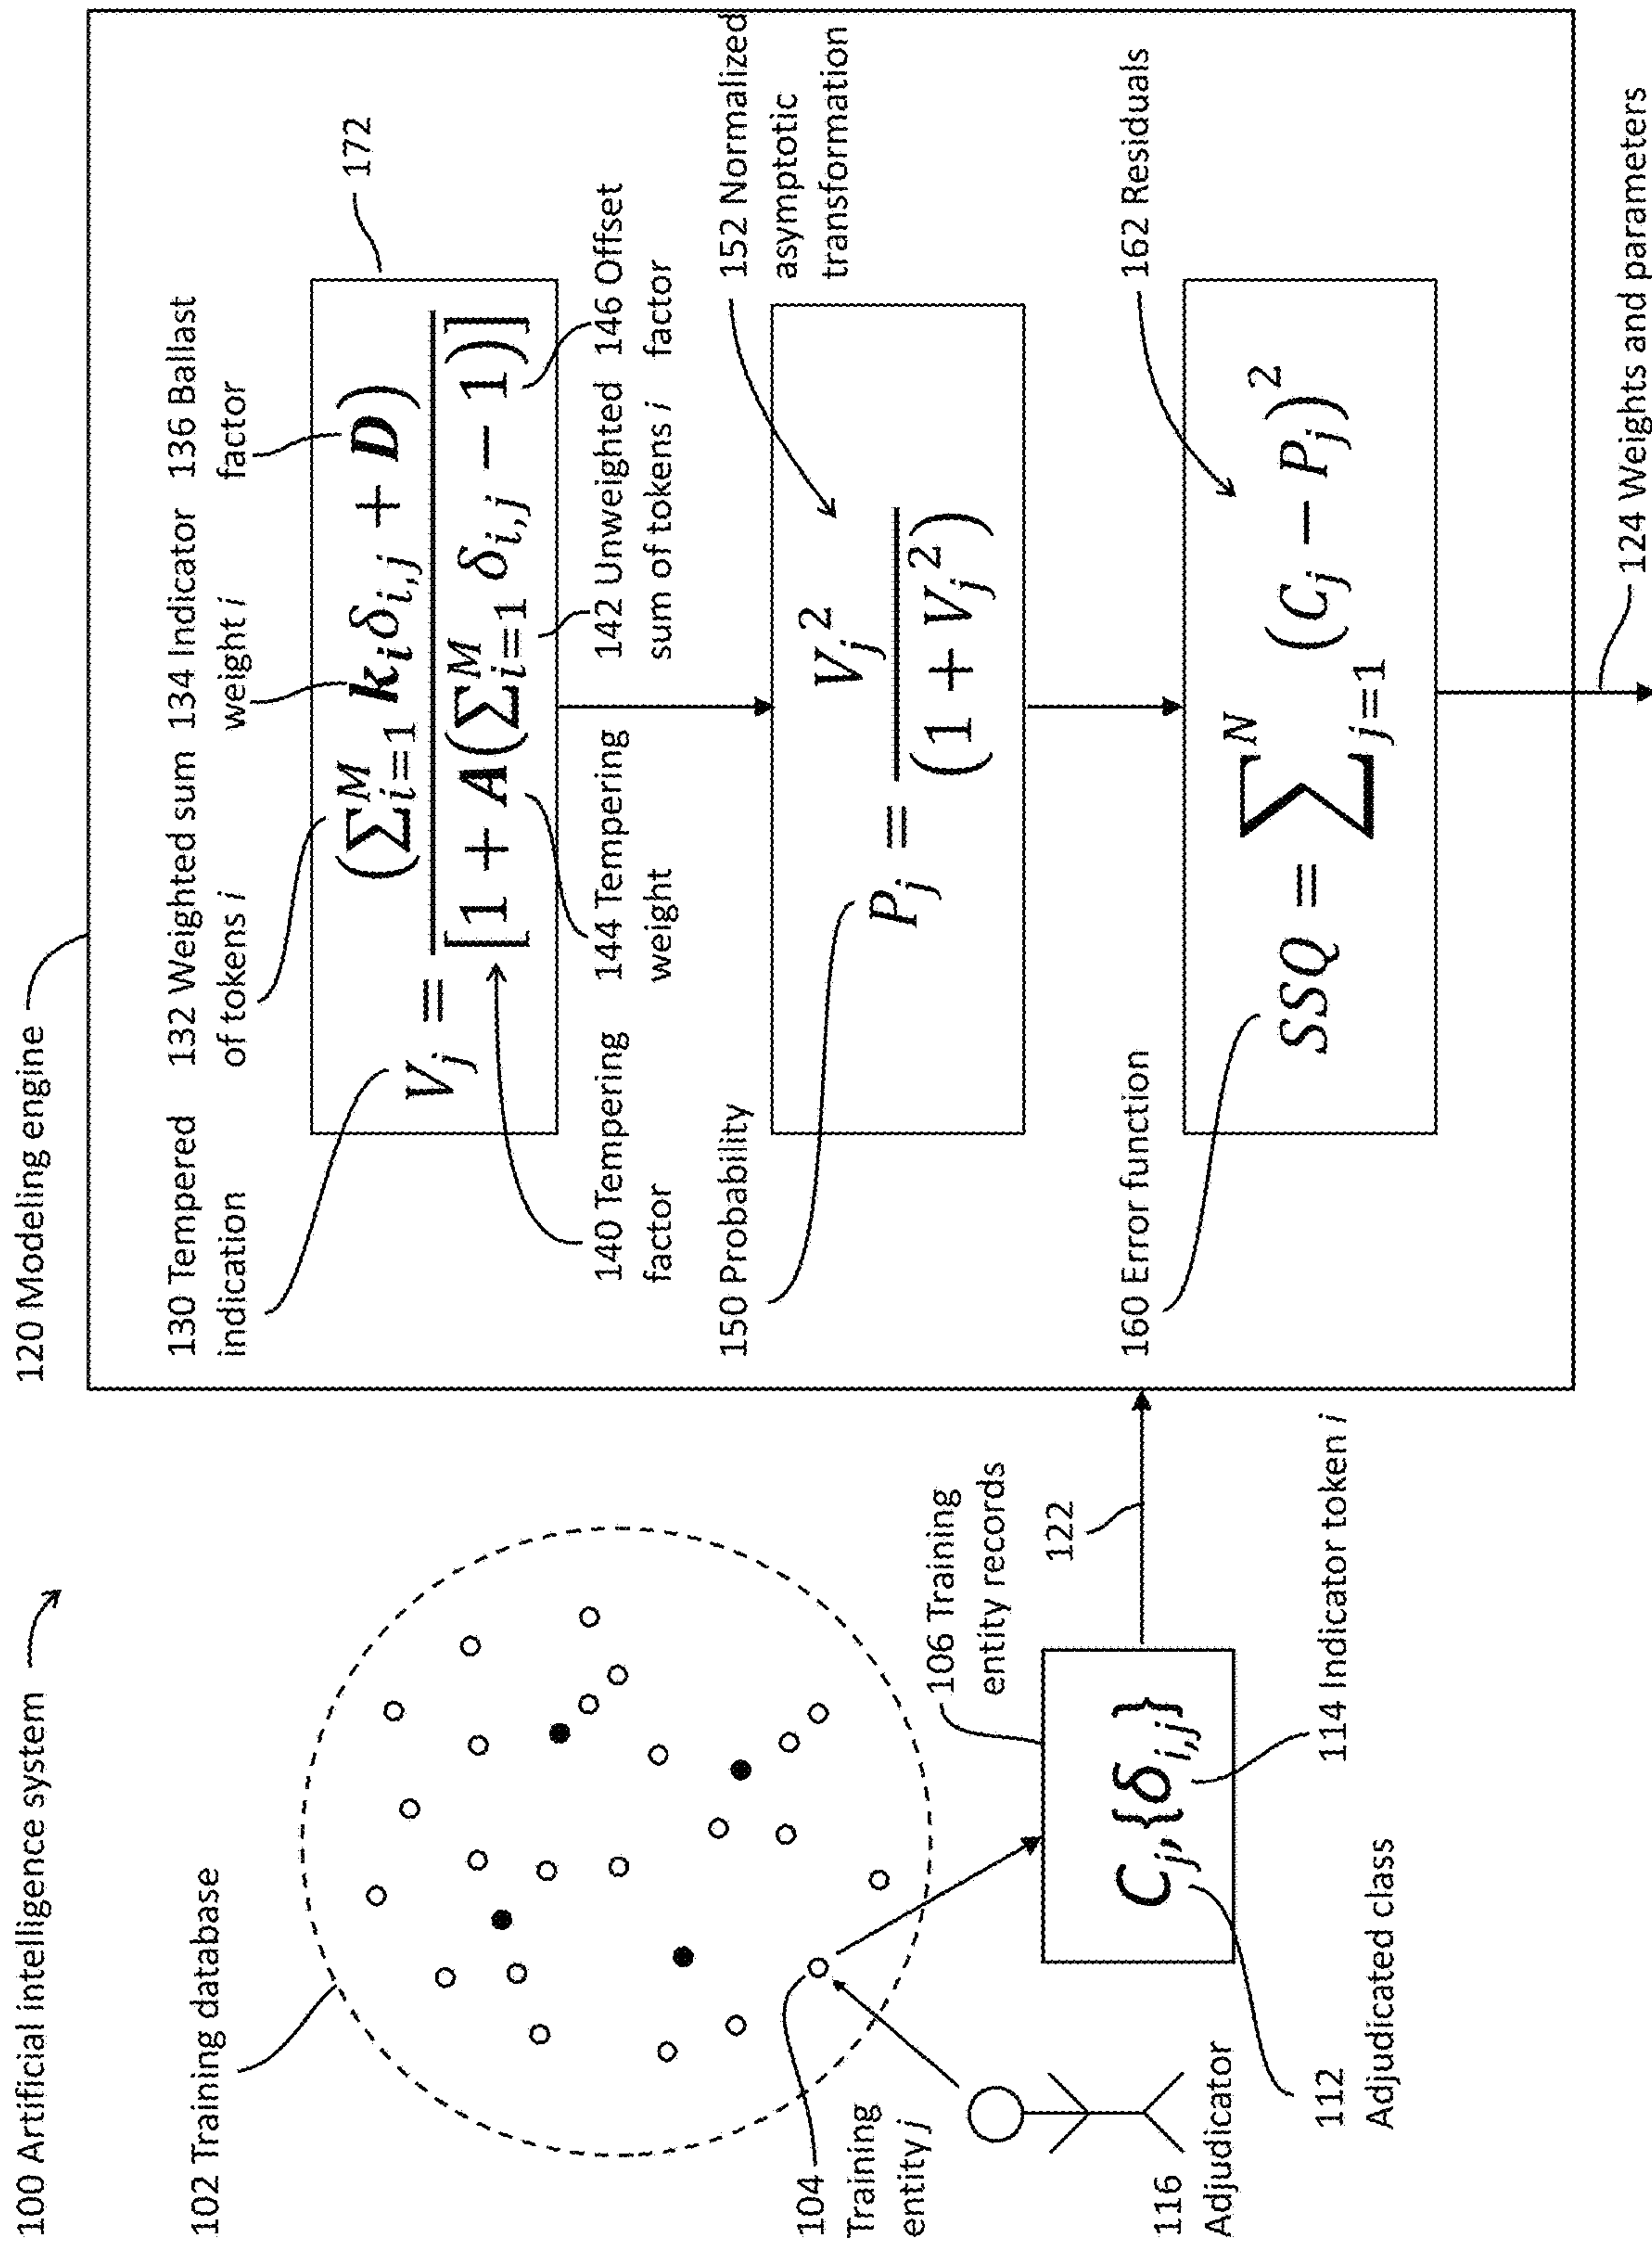 100 Artificial intelligence system
102 Training database
104
Training
entity j
116
Adjudicator
112
Adjudicated class
106 Training
entity records
C_j,{δ_{i,j}}
114 Indicator token i
122
120 Modeling engine
130 Tempered
indication
132 Weighted sum
of tokens i
134 Indicator
weight i
136 Ballast
factor
172
V_j = (∑_{i=1}^{M} k_i δ_{i,j} + D) / [1 + A(∑_{i=1}^{M} δ_{i,j} − 1)]
140 Tempering
factor
144 Tempering
weight
142 Unweighted
sum of tokens i
146 Offset
factor
150 Probability
152 Normalized
asymptotic
transformation
P_j = V_j^2 / (1 + V_j^2)
160 Error function
162 Residuals
SSQ = ∑_{j=1}^{N} (C_j − P_j)^2
124 Weights and parameters